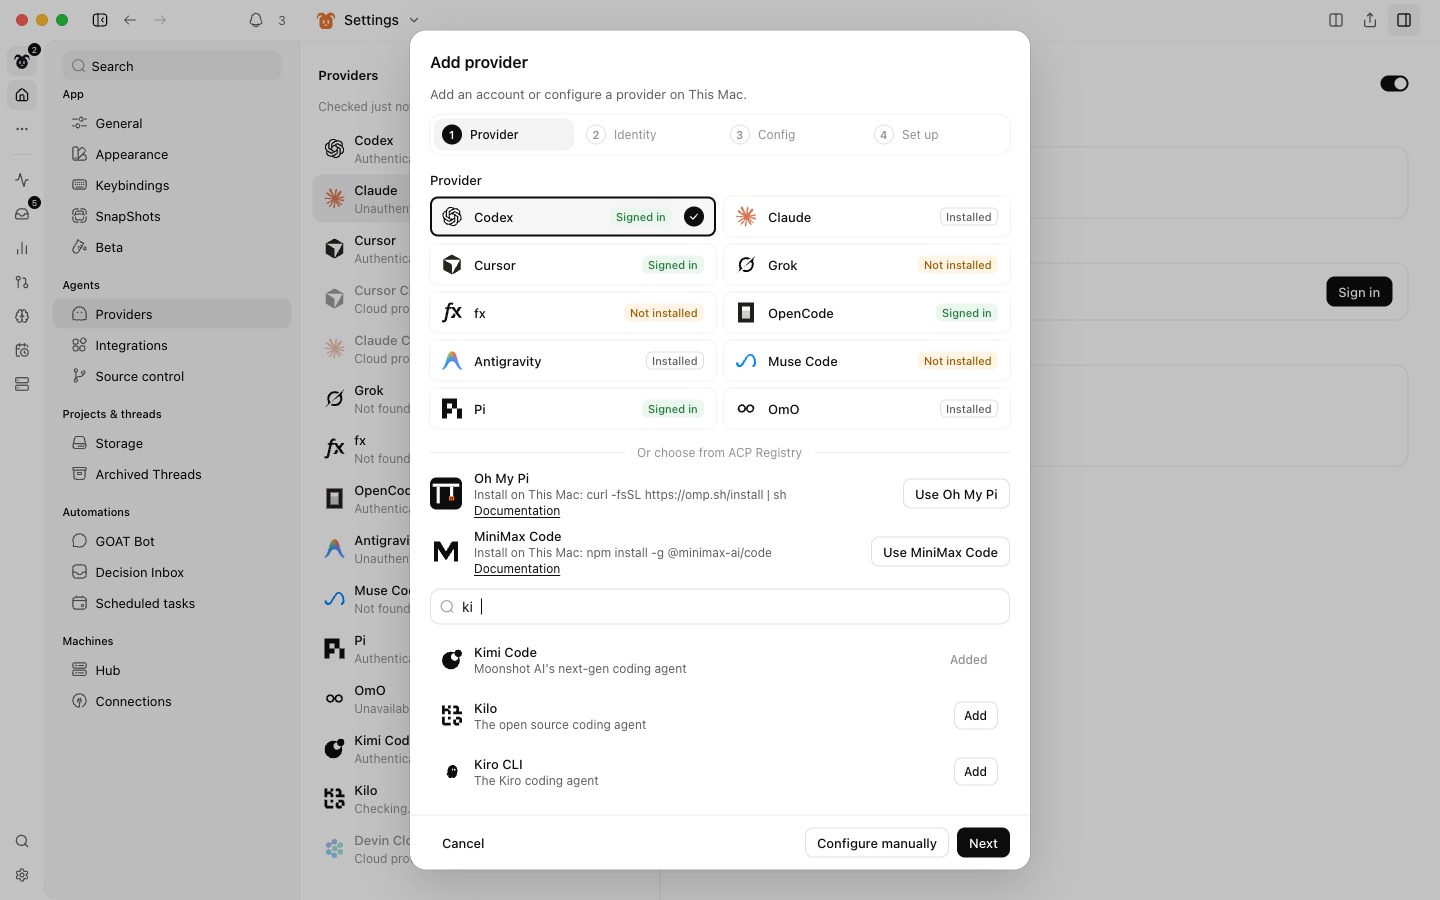 3
Settings
2
Search
App
General
Appearance
Keybindings
SnapShots
Beta
5
Agents
Providers
Integrations
Source control
Projects & threads
Storage
Archived Threads
Automations
GOAT Bot
Decision Inbox
Scheduled tasks
Machines
Hub
Connections
Providers
Checked just no
Codex
Authentica
Claude
Unauthen
Cursor
Authentica
Cursor C
Cloud pro
Claude C
Cloud pro
Grok
Not found
fx
Not found
OpenCod
Authentica
Antigravi
Unauthen
Muse Co
Not found
Pi
Authentica
OmO
Unavailab
Kimi Cod
Authentica
Kilo
Checking.
Devin Clo
Cloud pro
Add provider
Add an account or configure a provider on This Mac.
1 Provider
2 Identity
3 Config
4 Set up
Provider
Codex Signed in
Claude Installed
Cursor Signed in
Grok Not installed
fx Not installed
OpenCode Signed in
Antigravity Installed
Muse Code Not installed
Pi Signed in
OmO Installed
Or choose from ACP Registry
Oh My Pi
Install on This Mac: curl -fsSL https://omp.sh/install | sh
Documentation
Use Oh My Pi
MiniMax Code
Install on This Mac: npm install -g @minimax-ai/code
Documentation
Use MiniMax Code
ki
Kimi Code
Moonshot AI's next-gen coding agent
Added
Kilo
The open source coding agent
Add
Kiro CLI
The Kiro coding agent
Add
Cancel
Configure manually
Next
Sign in